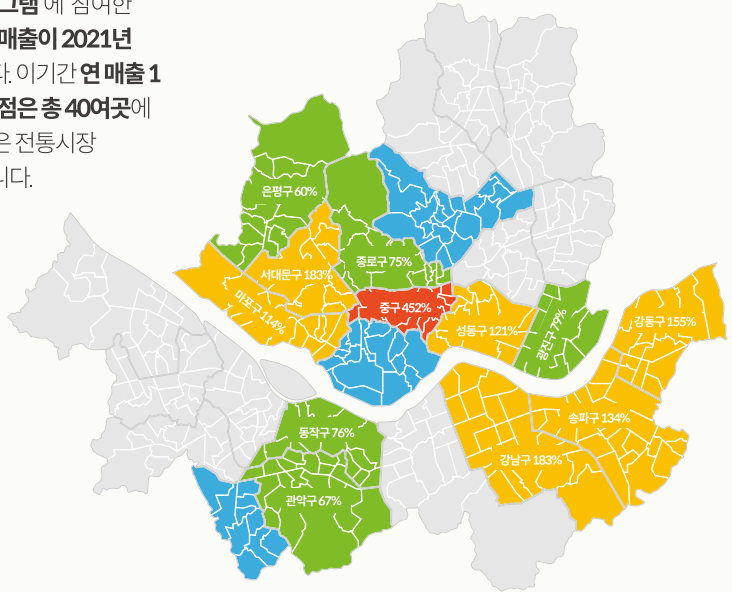 그램'에 참여한
매출이 2021년
다. 이기간 연 매출 1
점은 총 40여곳에
은 전통시장
니다.
은평구 60%
종로구 75%
서대문구 183%
마포구 114%
중구 452%
성동구 121%
광진구 79%
강동구 155%
송파구 134%
강남구 183%
동작구 76%
관악구 67%